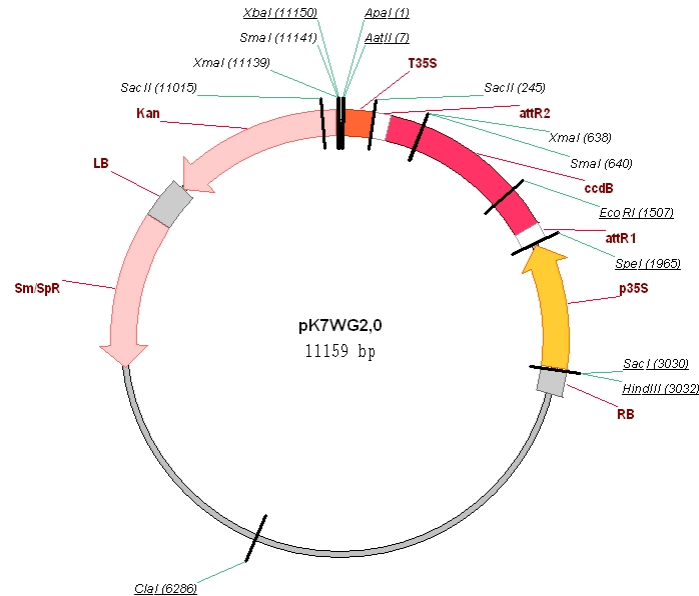 XbaI (11150)
ApaI (1)
SmaI (11141)
AatII (7)
XmaI (11139)
T35S
SacII (11015)
SacII (245)
Kan
attR2
XmaI (638)
SmaI (640)
LB
ccdB
EcoRI (1507)
attR1
SpeI (1965)
Sm/SpR
p35S
pK7WG2,0
11159 bp
SacI (3030)
HindIII (3032)
RB
ClaI (6286)